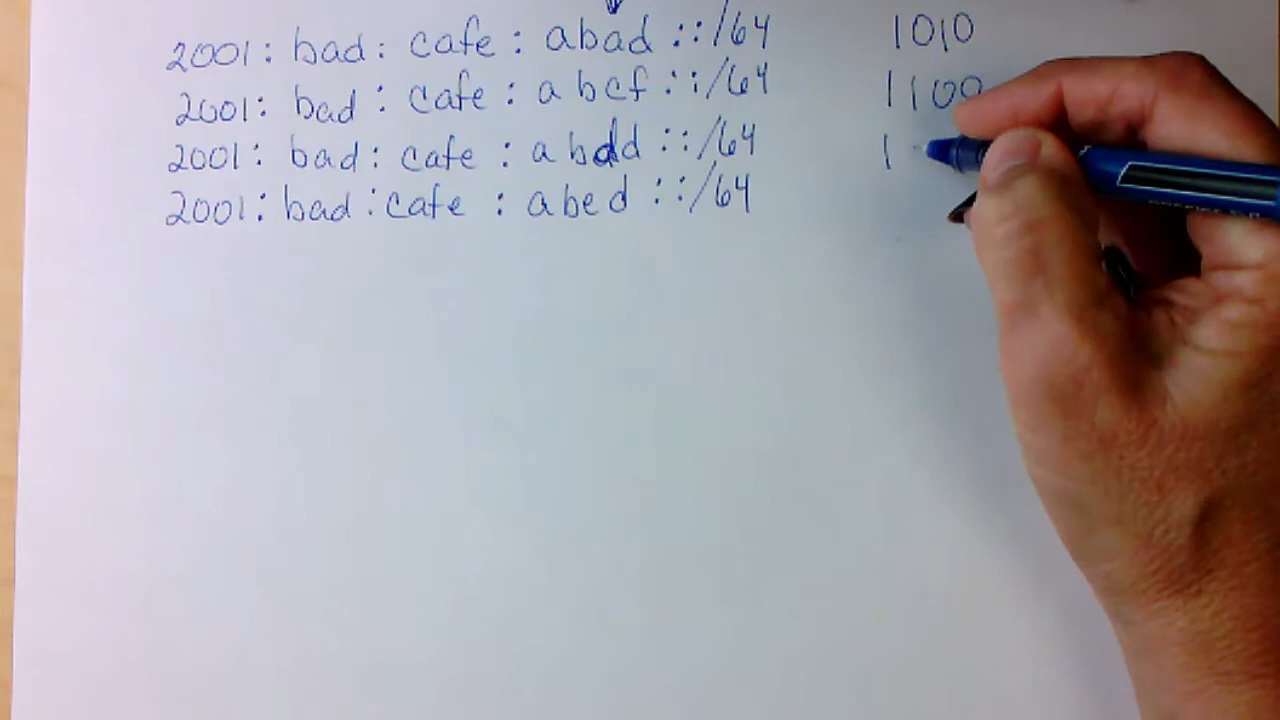 2001: bad: cafe: abad ::/64 1010
2001: bad: cafe: abcf ::/64 1100
2001: bad: cafe: abdd ::/64 1
2001: bad: cafe: abed ::/64